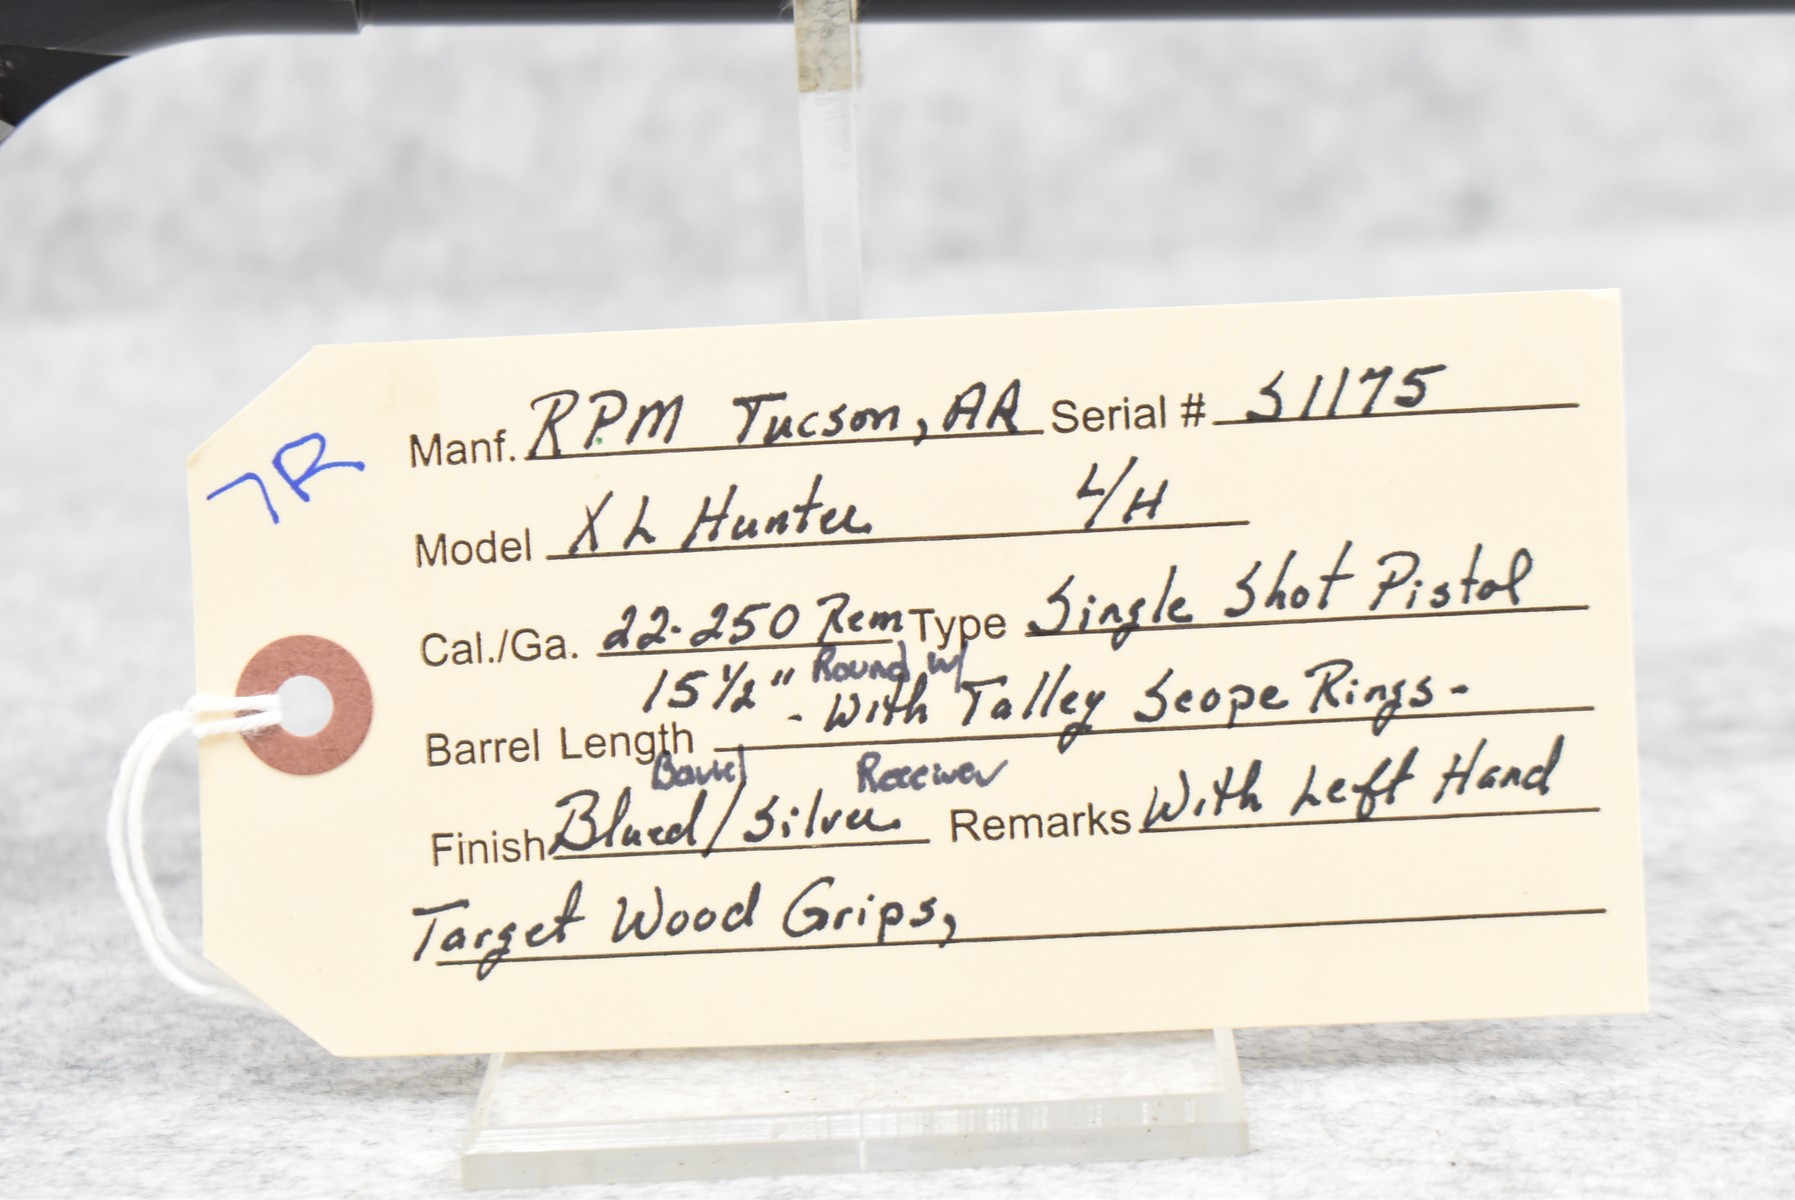 7R
Manf. RPM Tucson, AR Serial # S1175
Model XL Hunter L/H
Cal./Ga. 22-250 Rem Type Single Shot Pistol
Round w/
Barrel Length 15 1/2" - With Talley Scope Rings -
Barrel Receiver
Finish Blued/Silver Remarks With Left Hand
Target Wood Grips,